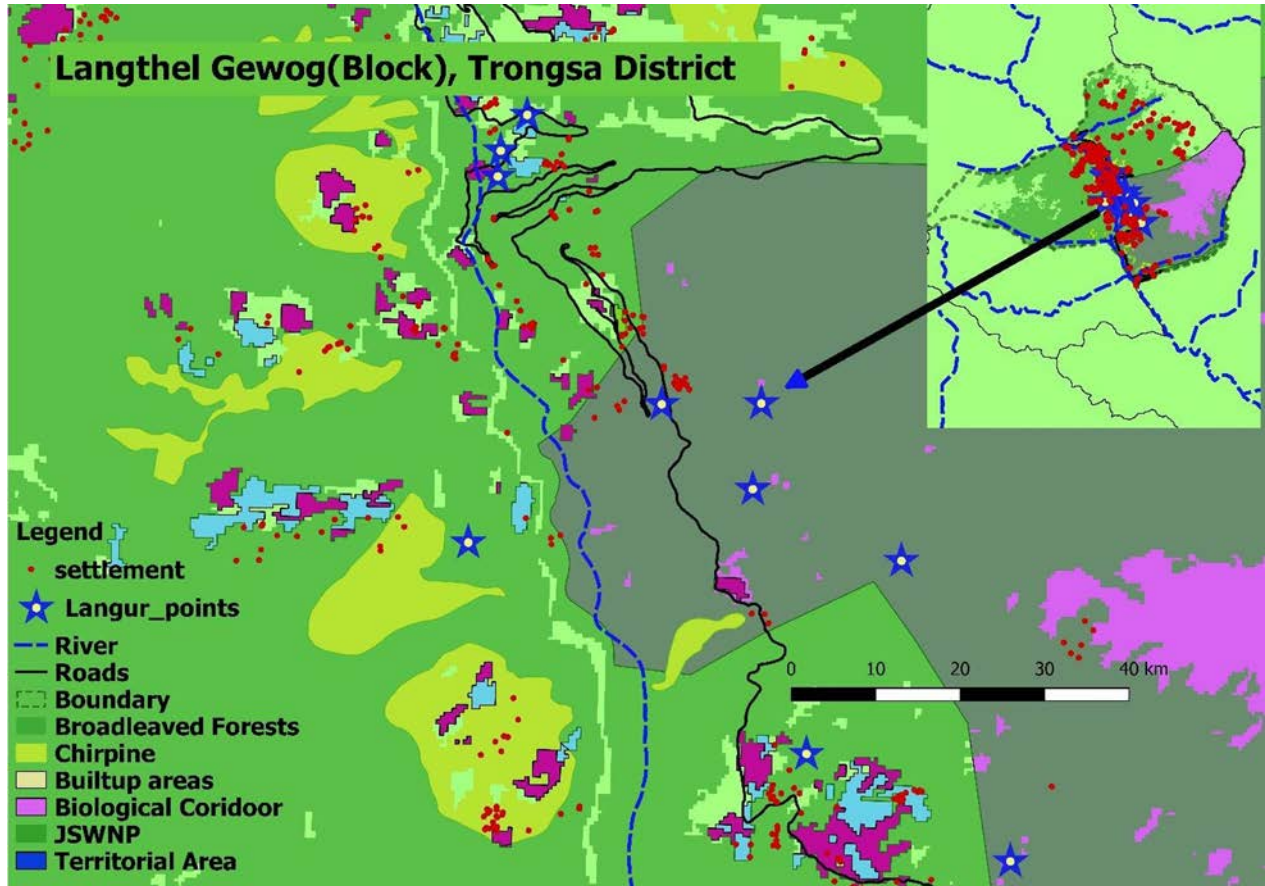 Langthel Gewog(Block), Trongsa District
Legend
settlement
Langur_points
River
Roads
Boundary
Broadleaved Forests
Chirpine
Builtup areas
Biological Coridoor
JSWNP
Territorial Area
0 10 20 30 40 km